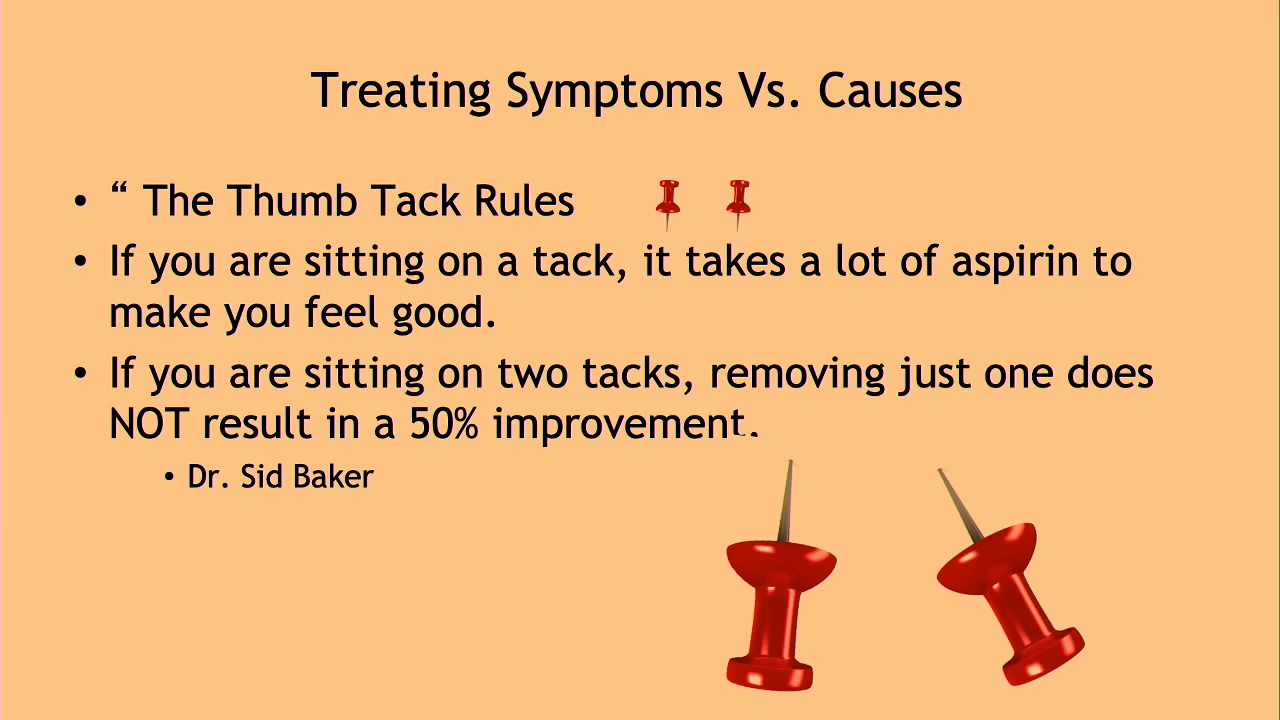 Treating Symptoms Vs. Causes
• “ The Thumb Tack Rules
• If you are sitting on a tack, it takes a lot of aspirin to
make you feel good.
• If you are sitting on two tacks, removing just one does
NOT result in a 50% improvement.
• Dr. Sid Baker